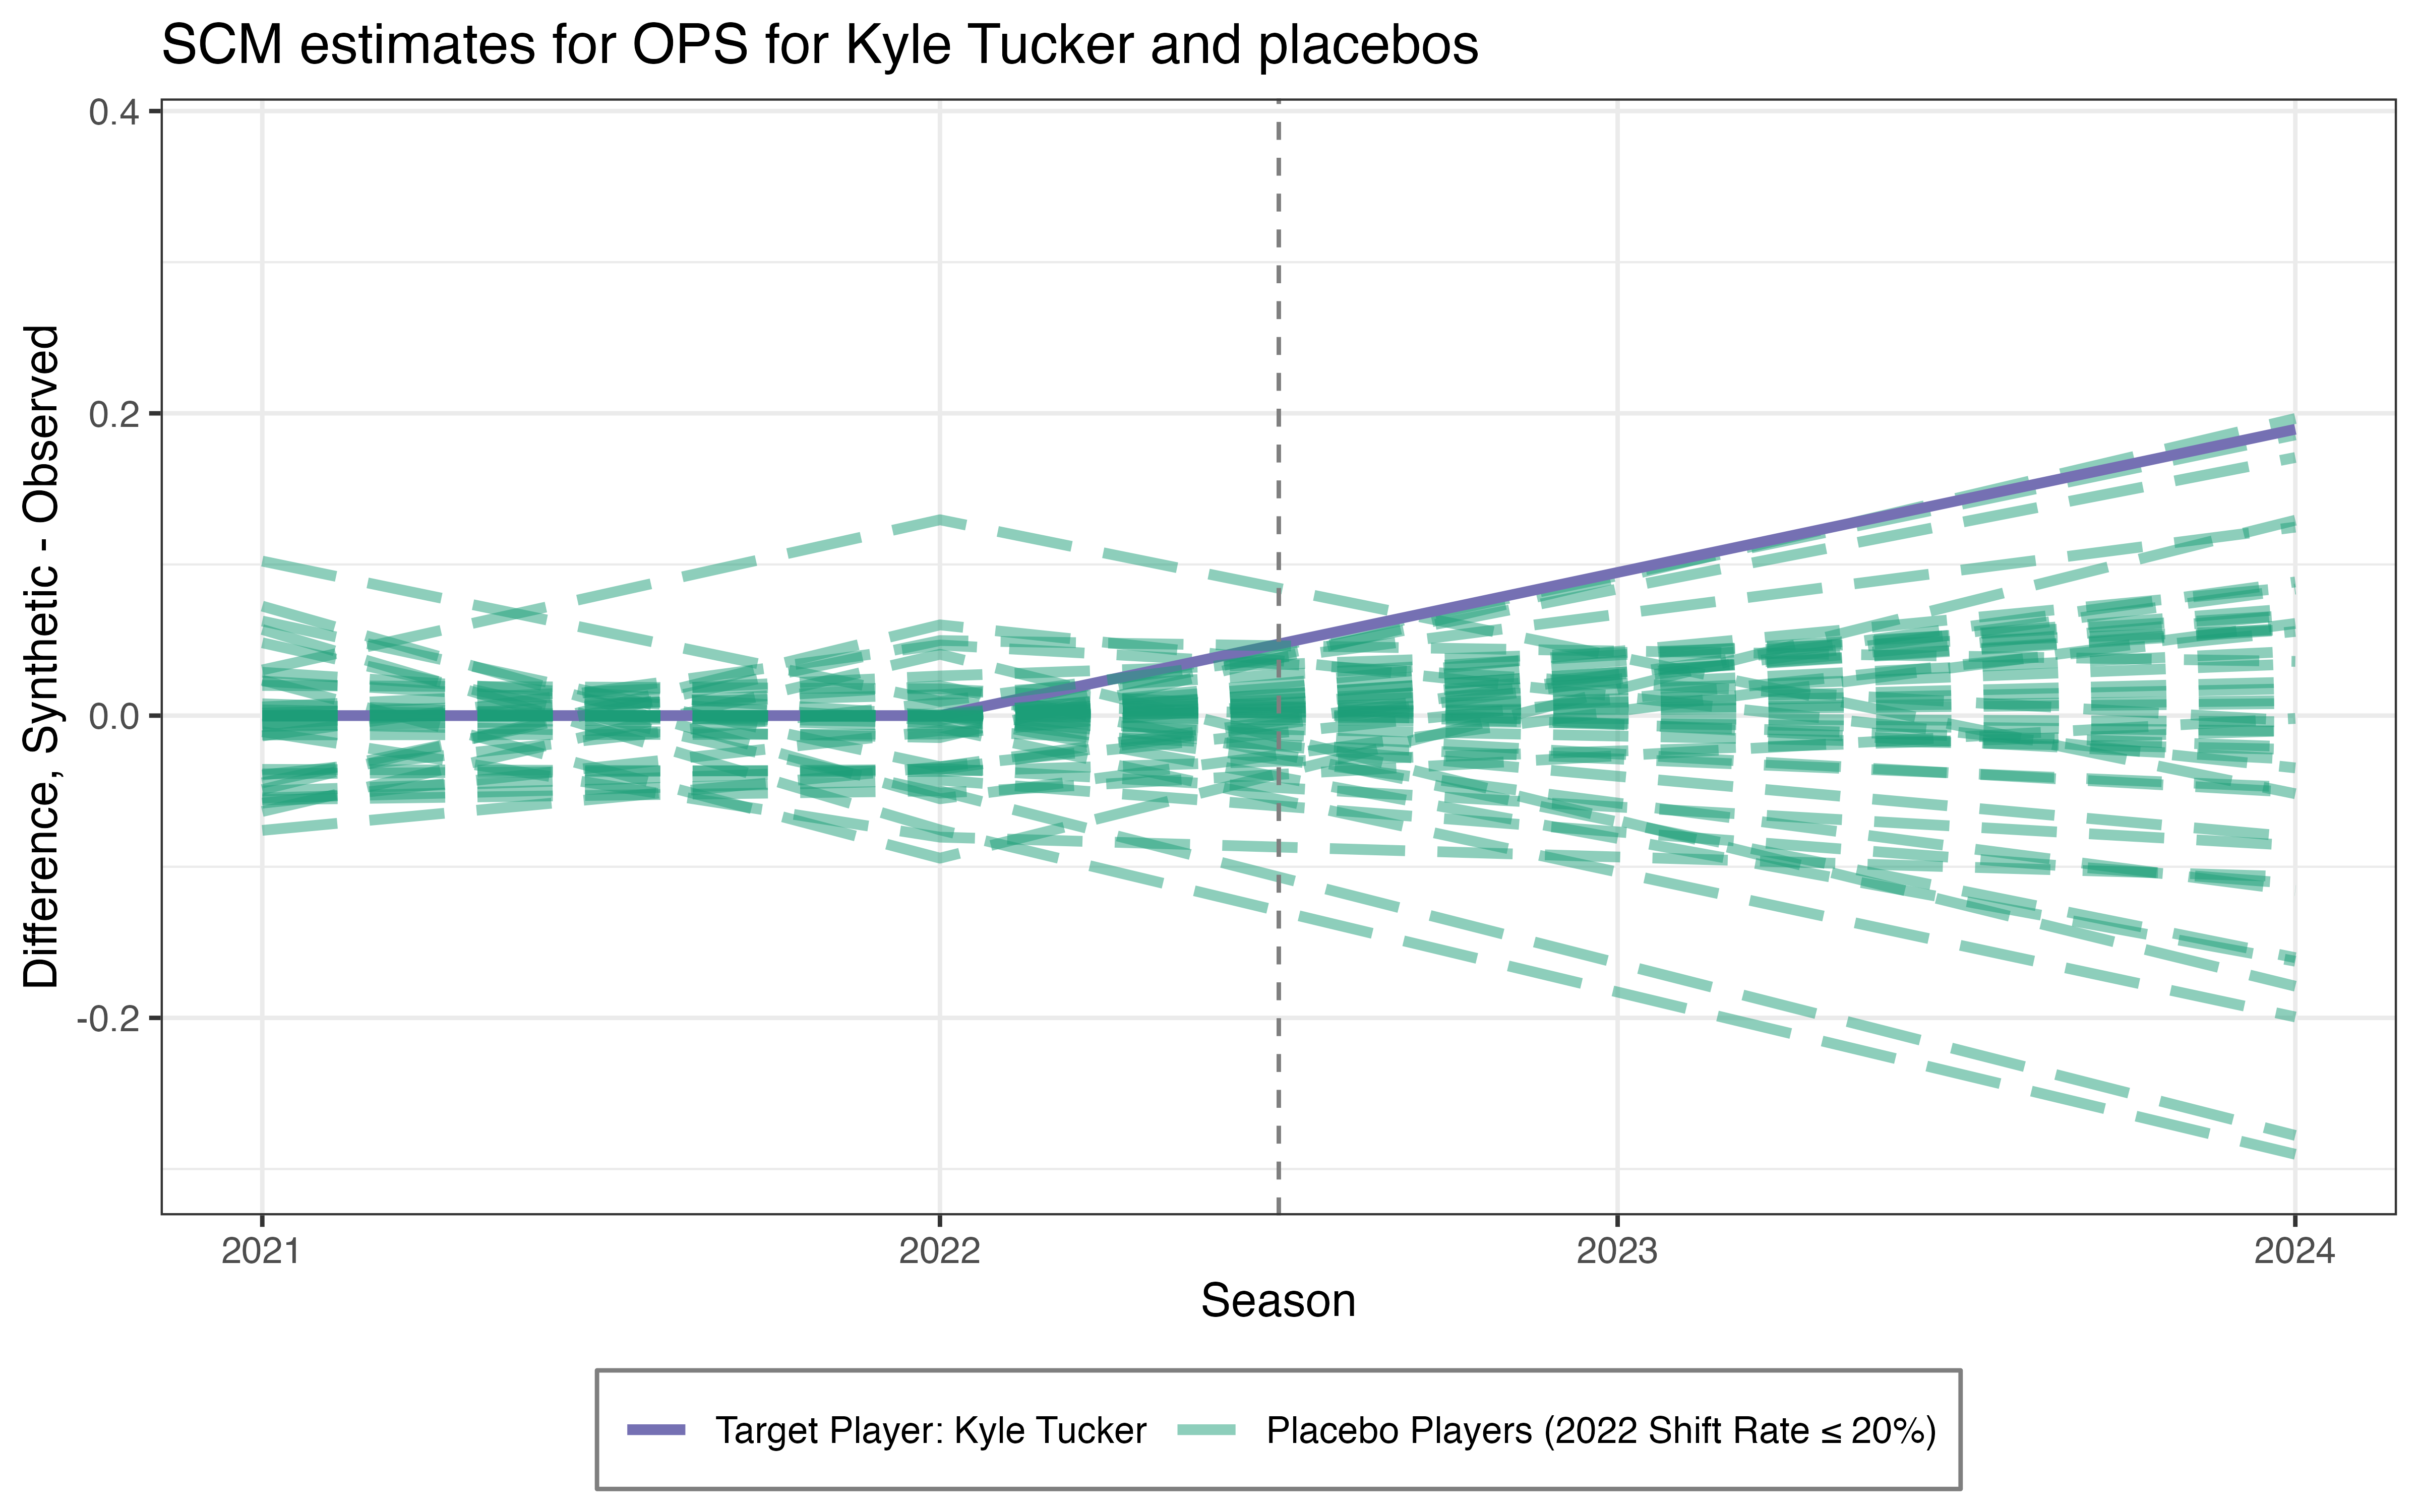 SCM estimates for OPS for Kyle Tucker and placebos
Difference, Synthetic - Observed
0.4
0.2
0.0
-0.2
2021 2022 2023 2024
Season
Target Player: Kyle Tucker Placebo Players (2022 Shift Rate ≤ 20%)